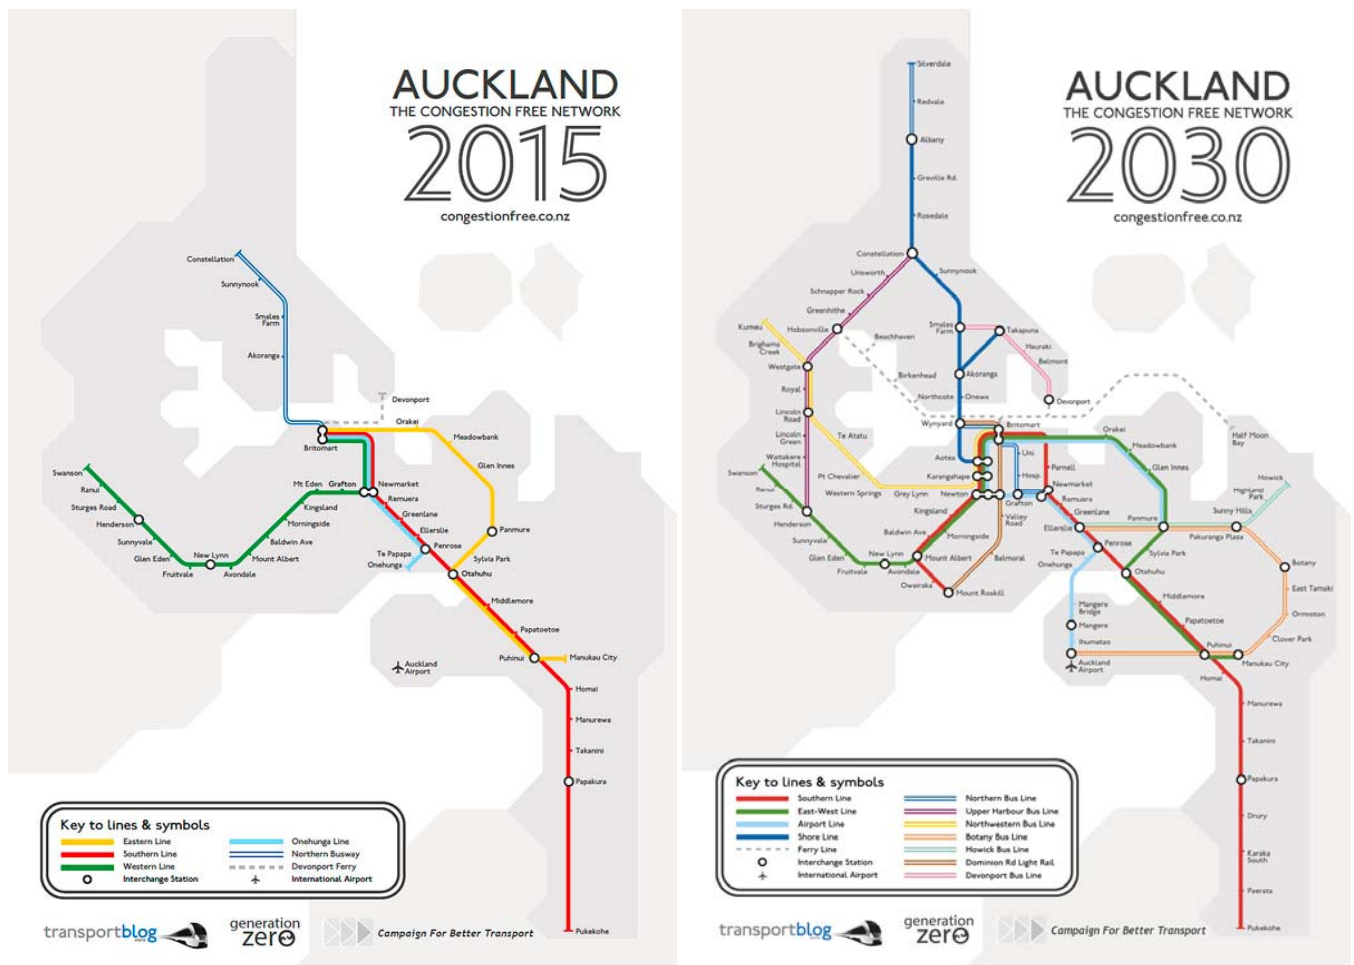 AUCKLAND
THE CONGESTION FREE NETWORK
2015
congestionfree.co.nz
Constellation
Sunnynook
Smales
Farm
Akoranga
Devonport
Orakei
Britomart
Meadowbank
Glen Innes
Swanson
Ranui
Sturges Road
Henderson
Sunnyvale
Glen Eden
Fruitvale
New Lynn
Avondale
Mount Albert
Baldwin Ave
Morningside
Kingsland
Mt Eden
Grafton
Newmarket
Remuera
Greenlane
Ellerslie
Penrose
Te Papapa
Onehunga
Panmure
Sylvia Park
Otahuhu
Middlemore
Papatoetoe
Puhinui
Manukau City
Auckland
Airport
Homai
Manurewa
Takanini
Papakura
Pukekohe
Key to lines & symbols
Eastern Line
Southern Line
Western Line
Interchange Station
Onehunga Line
Northern Busway
Devonport Ferry
International Airport
transportblog
generation
zero
Campaign For Better Transport
AUCKLAND
THE CONGESTION FREE NETWORK
2030
congestionfree.co.nz
Silverdale
Redvale
Albany
Greville Rd.
Rosedale
Constellation
Sunnynook
Unsworth
Schnapper Rock
Greenhithe
Hobsonville
Beachhaven
Kumeu
Brighams
Creek
Westgate
Royal
Lincoln
Road
Lincoln
Green
Waitakere
Hospital
Te Atatu
Pt Chevalier
Western Springs
Grey Lynn
Smales
Farm
Takapuna
Hauraki
Belmont
Devonport
Akoranga
Birkenhead
Northcote
Onewa
Wynyard
Britomart
Aotea
Karangahape
Newton
Uni
Hosp.
Parnell
Grafton
Newmarket
Remuera
Greenlane
Ellerslie
Penrose
Te Papapa
Onehunga
Orakei
Meadowbank
Glen Innes
Half Moon
Bay
Howick
Highland
Park
Sunny Hills
Pakuranga Plaza
Panmure
Sylvia Park
Otahuhu
Middlemore
Papatoetoe
Puhinui
Manukau City
Botany
East Tamaki
Ormiston
Clover Park
Swanson
Ranui
Sturges Rd.
Henderson
Sunnyvale
Glen Eden
Fruitvale
New Lynn
Avondale
Mount Albert
Baldwin Ave
Morningside
Kingsland
Owairaka
Mount Roskill
Balmoral
Valley
Road
Mangere
Bridge
Mangere
Ihumatao
Auckland
Airport
Homai
Manurewa
Takanini
Papakura
Drury
Karaka
South
Paerata
Pukekohe
Key to lines & symbols
Southern Line
East-West Line
Airport Line
Shore Line
Ferry Line
Interchange Station
International Airport
Northern Bus Line
Upper Harbour Bus Line
Northwestern Bus Line
Botany Bus Line
Howick Bus Line
Dominion Rd Light Rail
Devonport Bus Line
transportblog
generation
zero
Campaign For Better Transport